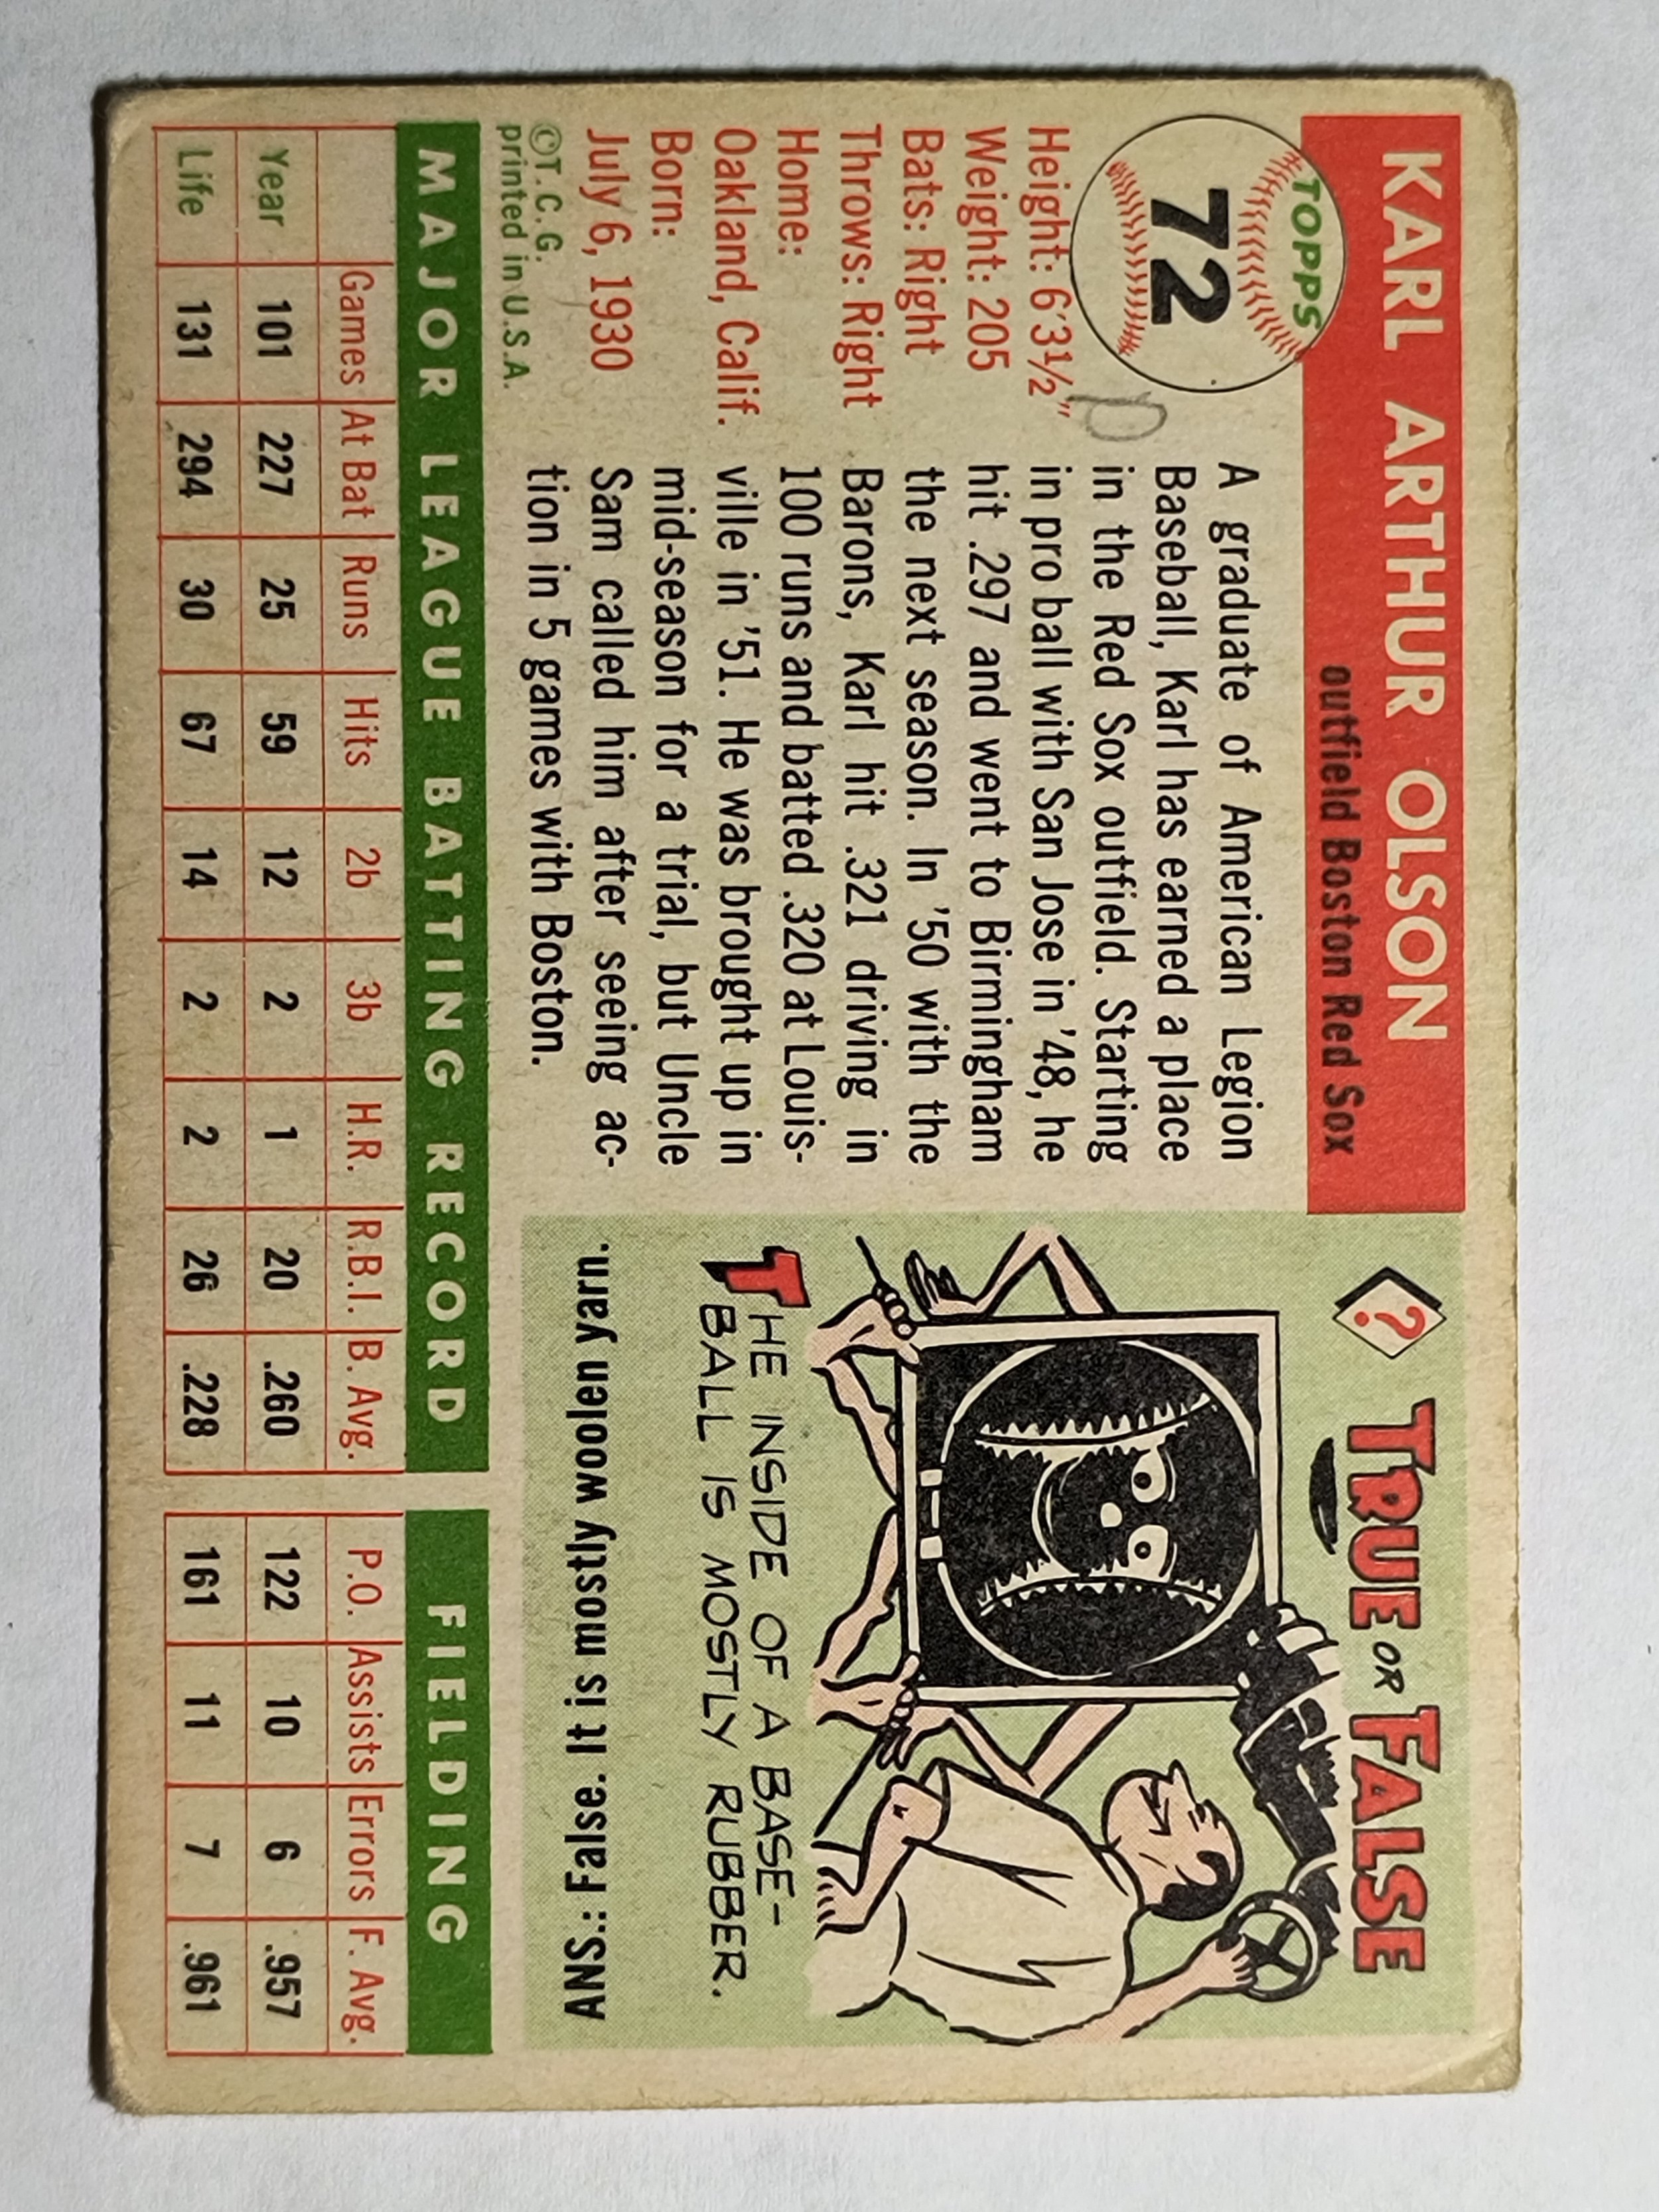 KARL ARTHUR OLSON
outfield Boston Red Sox
TOPPS
72
Height: 6'3½"
Weight: 205
Bats: Right
Throws: Right
Home:
Oakland, Calif.
Born:
July 6, 1930
©T.C.G.
printed in U.S.A.
A graduate of American Legion
Baseball, Karl has earned a place
in the Red Sox outfield. Starting
in pro ball with San Jose in '48, he
hit .297 and went to Birmingham
the next season. In '50 with the
Barons, Karl hit .321 driving in
100 runs and batted .320 at Louis-
ville in '51. He was brought up in
mid-season for a trial, but Uncle
Sam called him after seeing ac-
tion in 5 games with Boston.
? TRUE OR FALSE
THE INSIDE OF A BASE-
BALL IS MOSTLY RUBBER.
ANS.: False. It is mostly woolen yarn.
MAJOR LEAGUE BATTING RECORD FIELDING
Games At Bat Runs Hits 2b 3b H.R. R.B.I. B. Avg. P.O. Assists Errors F. Avg.
Year 101 227 25 59 12 2 1 20 .260 122 10 6 .957
Life 131 294 30 67 14 2 2 26 .228 161 11 7 .961